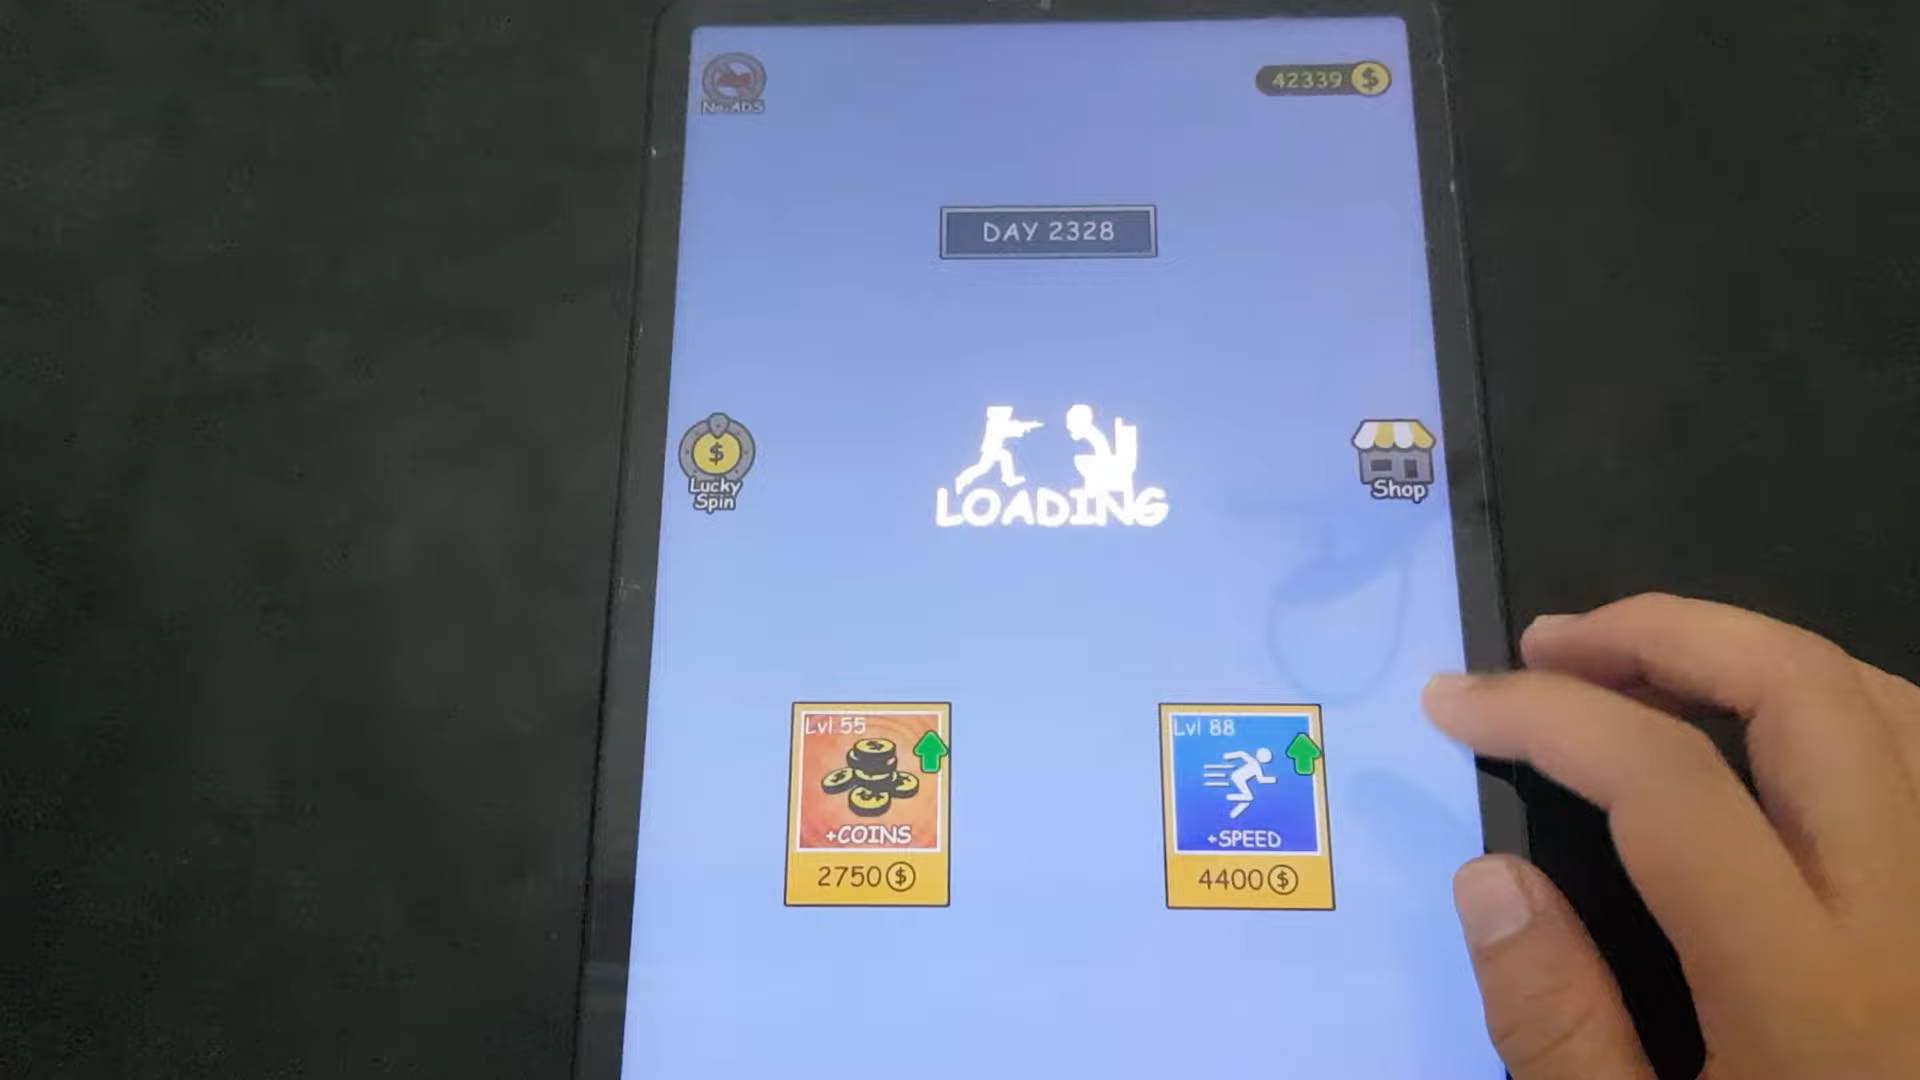 No ADS
42339 $
DAY 2328
$
Lucky
Spin
LOADING
Shop
Lvl 55
+COINS
2750 $
Lvl 88
+SPEED
4400 $